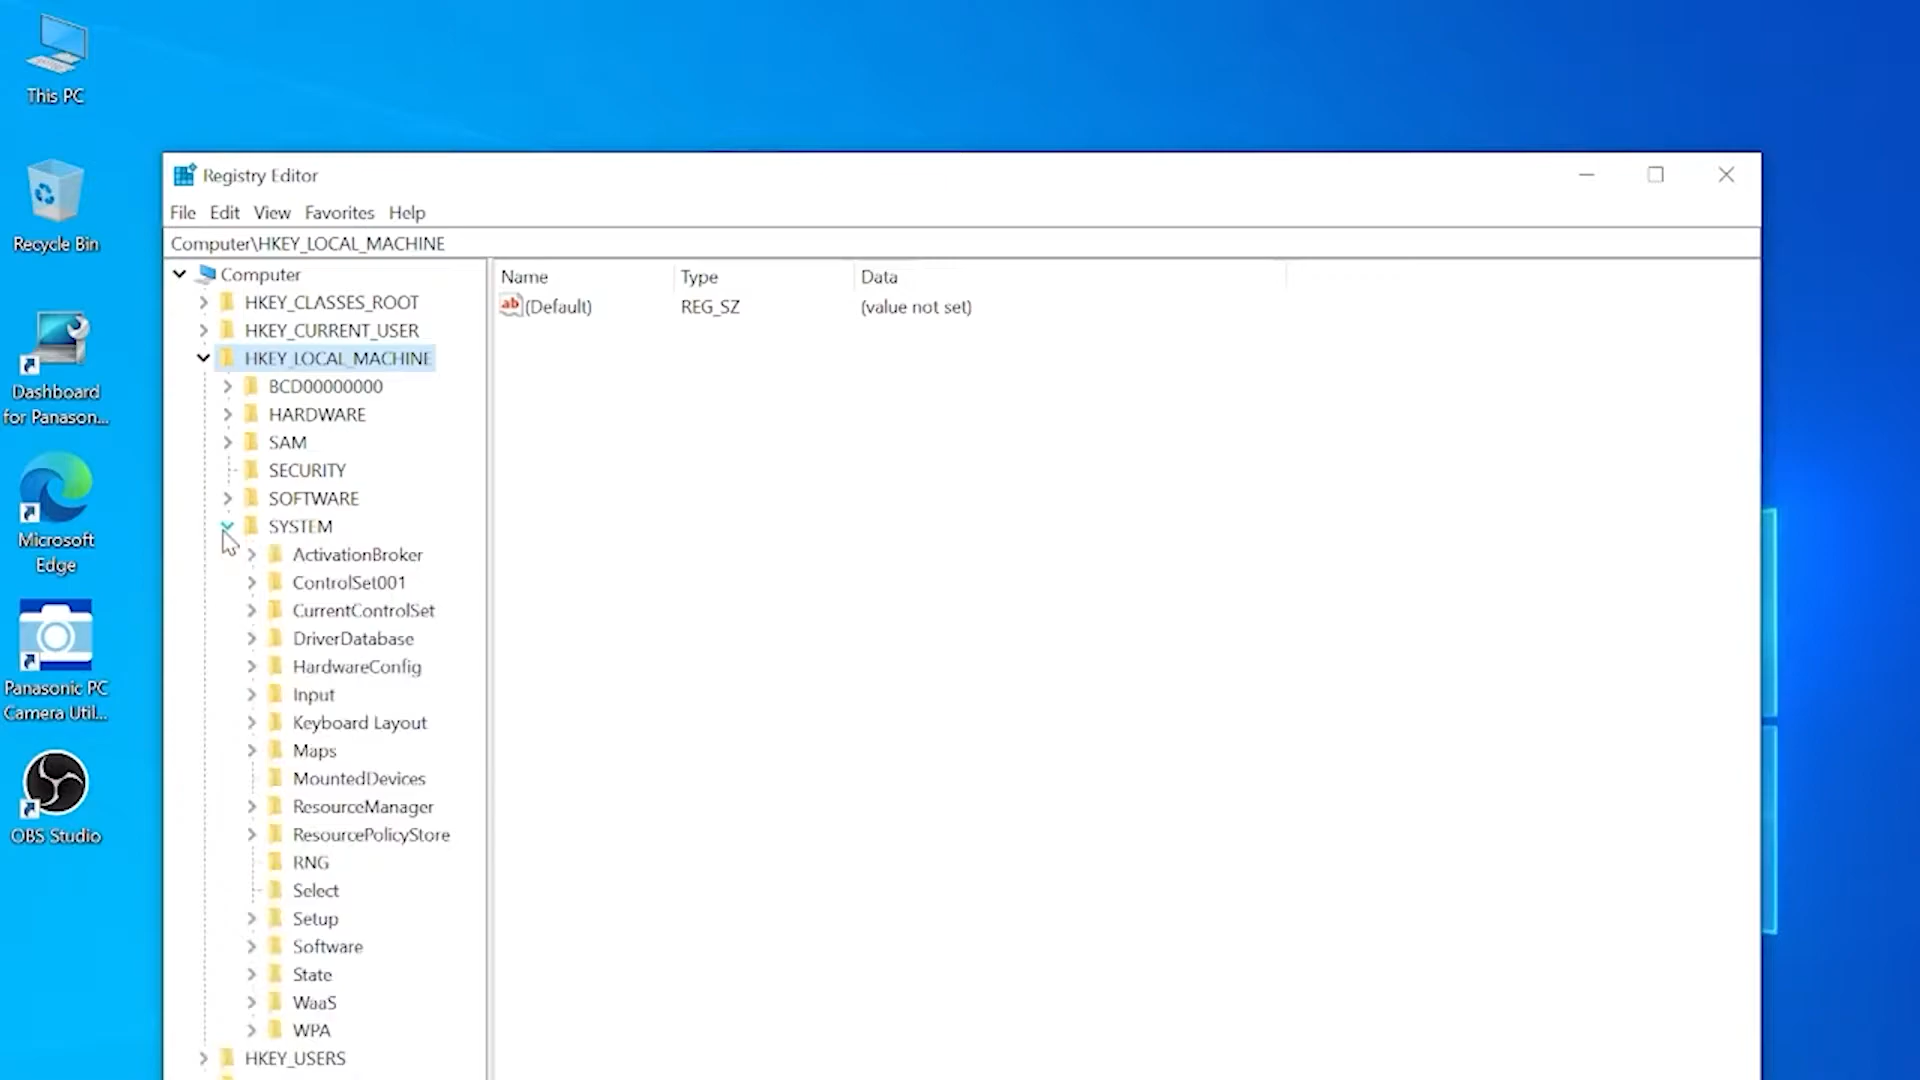 This PC
Recycle Bin
Dashboard
for Panason...
Microsoft
Edge
Panasonic PC
Camera Util...
OBS Studio
Registry Editor
File Edit View Favorites Help
Computer\HKEY_LOCAL_MACHINE
Computer
HKEY_CLASSES_ROOT
HKEY_CURRENT_USER
HKEY_LOCAL_MACHINE
BCD00000000
HARDWARE
SAM
SECURITY
SOFTWARE
SYSTEM
ActivationBroker
ControlSet001
CurrentControlSet
DriverDatabase
HardwareConfig
Input
Keyboard Layout
Maps
MountedDevices
ResourceManager
ResourcePolicyStore
RNG
Select
Setup
Software
State
WaaS
WPA
HKEY_USERS
Name Type Data
ab (Default) REG_SZ (value not set)